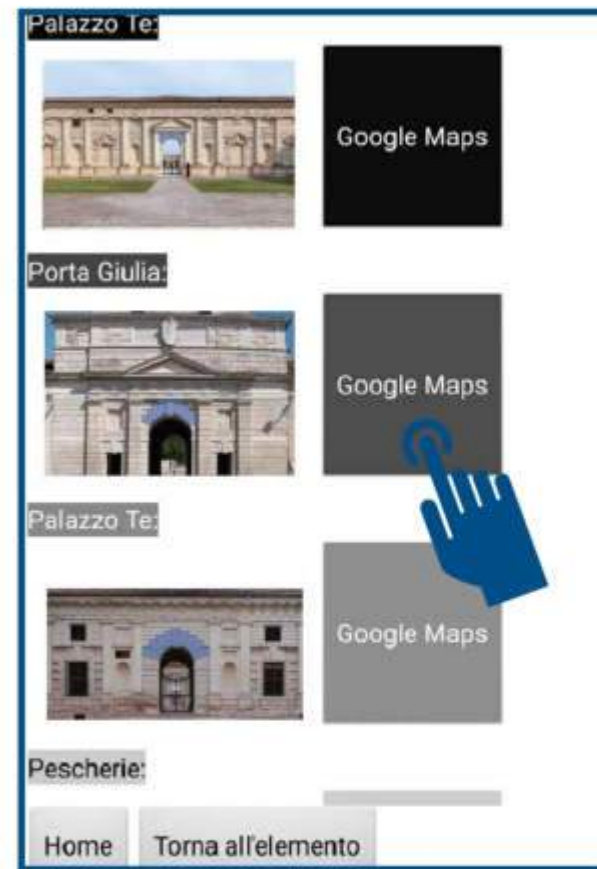 Palazzo Te:
Google Maps
Porta Giulia:
Google Maps
Palazzo Te:
Google Maps
Pescherie:
Home
Torna all'elemento